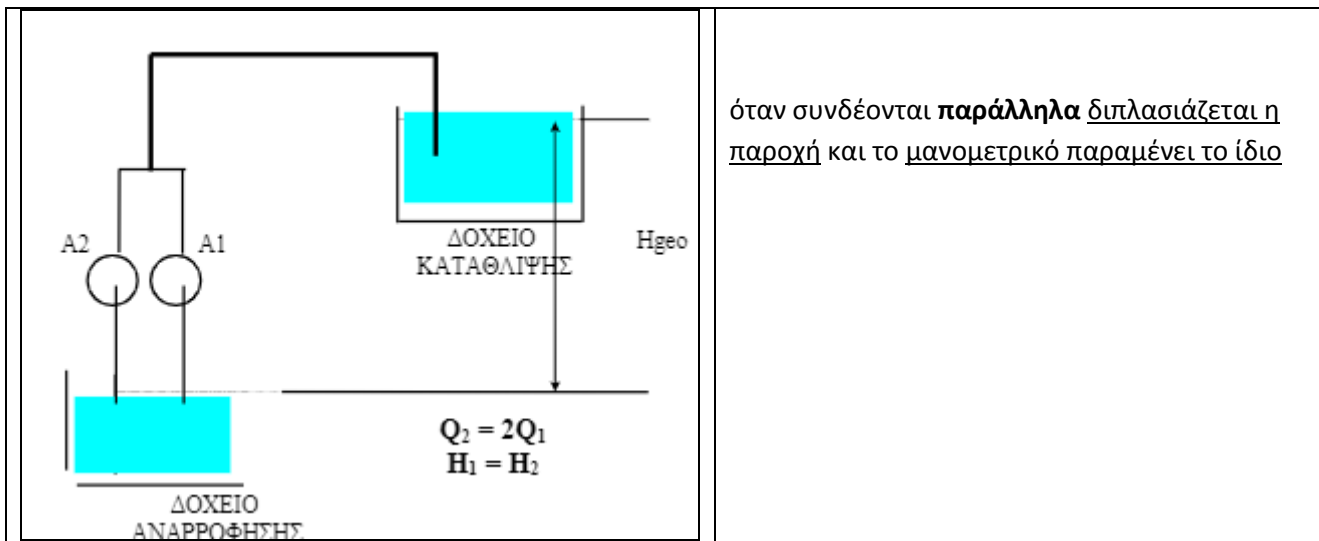 όταν συνδέονται παράλληλα διπλασιάζεται η
παροχή και το μανομετρικό παραμένει το ίδιο
A2
A1
ΔΟΧΕΙΟ
ΚΑΤΑΘΛΙΨΗΣ
Hgeo
Q₂ = 2Q₁
H₁ = H₂
ΔΟΧΕΙΟ
ΑΝΑΡΡΟΦΗΣΗΣ